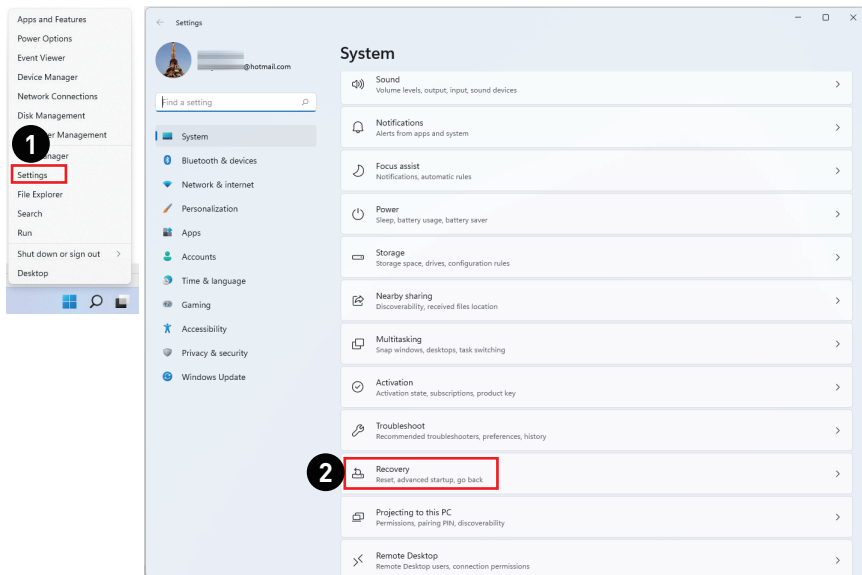 Apps and Features
Power Options
Event Viewer
Device Manager
Network Connections
Disk Management
Management
1
Settings
File Explorer
Search
Run
Shut down or sign out
Desktop
Settings
@hotmail.com
Find a setting
System
Bluetooth & devices
Network & internet
Personalization
Apps
Accounts
Time & language
Gaming
Accessibility
Privacy & security
Windows Update
System
Sound
Volume levels, output, input, sound devices
Notifications
Alerts from apps and system
Focus assist
Notifications, automatic rules
Power
Sleep, battery usage, battery saver
Storage
Storage space, drives, configuration rules
Nearby sharing
Discoverability, received files location
Multitasking
Snap windows, desktops, task switching
Activation
Activation state, subscriptions, product key
Troubleshoot
Recommended troubleshooters, preferences, history
2
Recovery
Reset, advanced startup, go back
Projecting to this PC
Permissions, pairing PIN, discoverability
Remote Desktop
Remote Desktop users, connection permissions